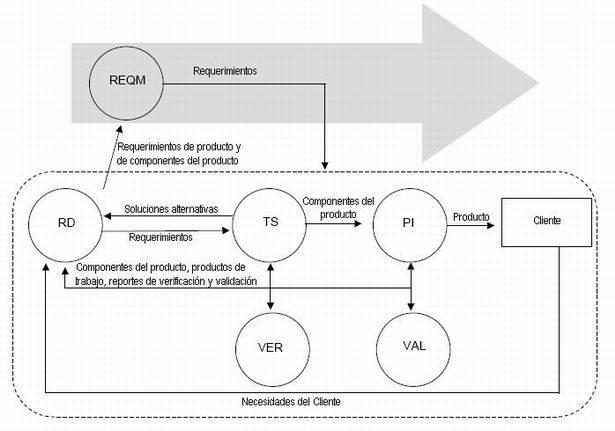 REQM
Requerimientos
Requerimientos de producto y
de componentes del producto
RD
Soluciones alternativas
Requerimientos
TS
Componentes del
producto
PI
Producto
Cliente
Componentes del producto, productos de
trabajo, reportes de verificación y validación
VER
VAL
Necesidades del Cliente